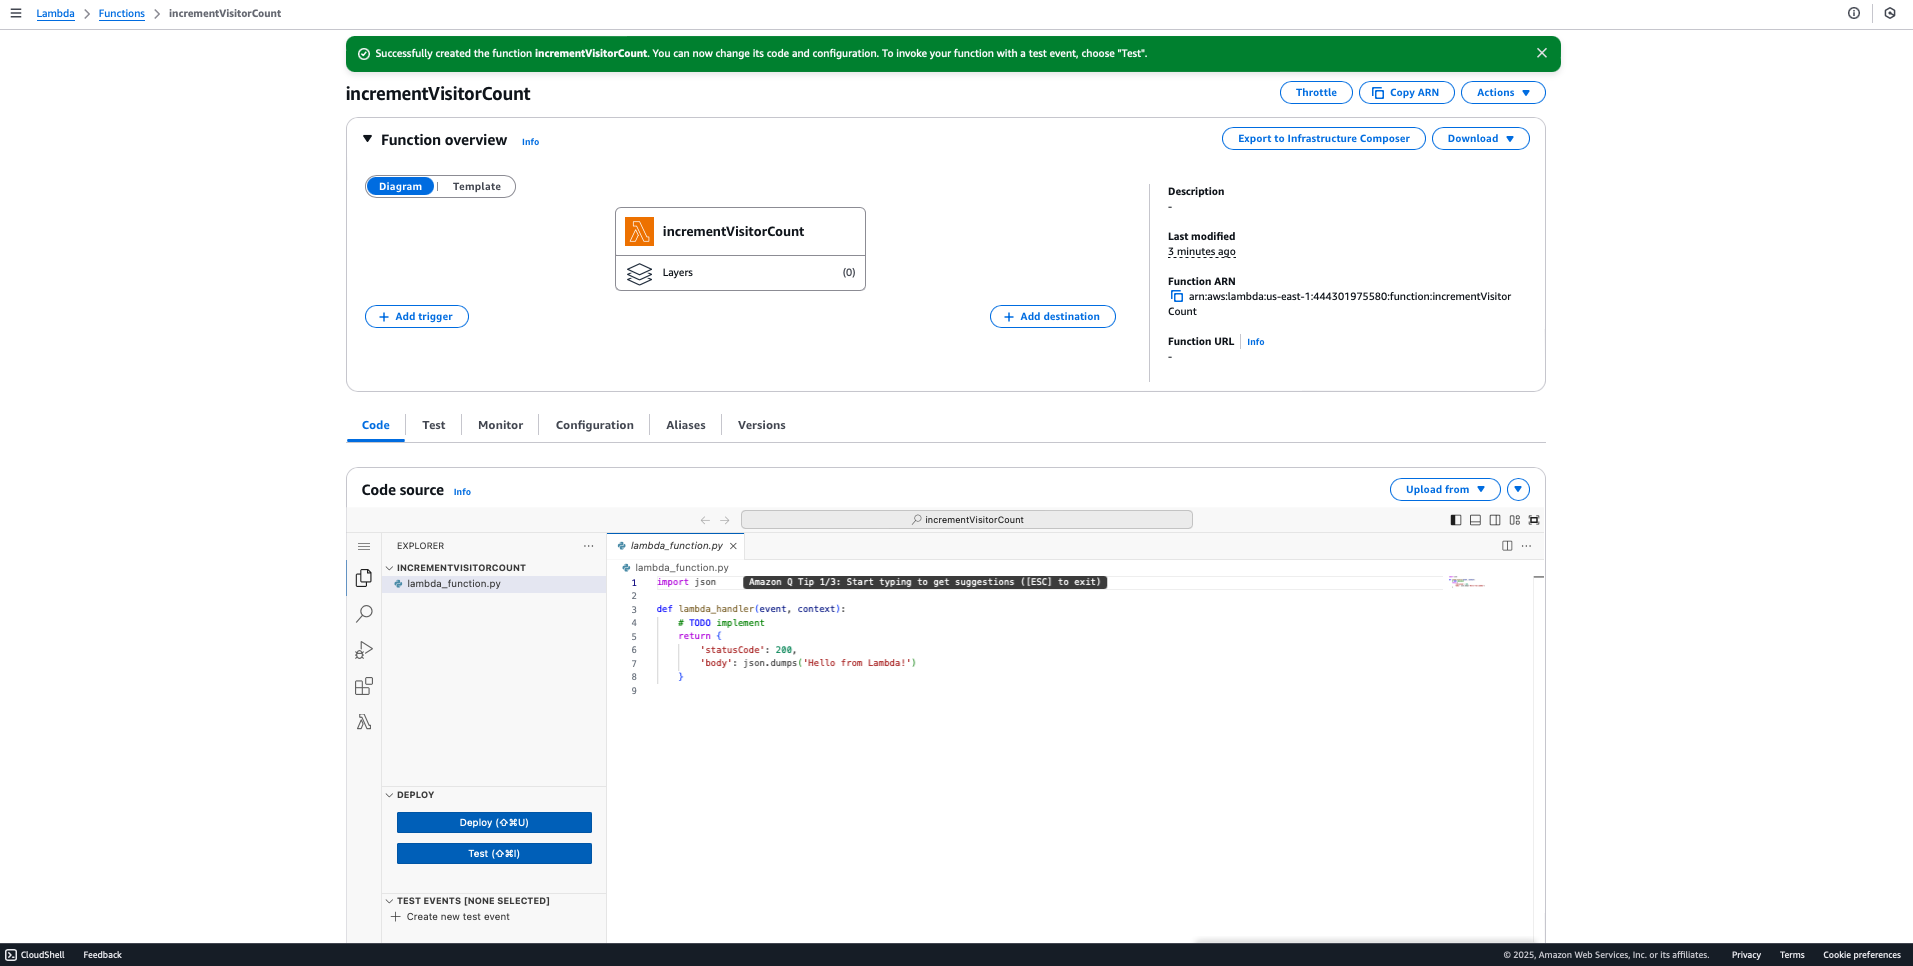 Lambda > Functions > incrementVisitorCount
Successfully created the function incrementVisitorCount. You can now change its code and configuration. To invoke your function with a test event, choose "Test".
incrementVisitorCount
Throttle
Copy ARN
Actions
Function overview
Info
Export to Infrastructure Composer
Download
Diagram
Template
incrementVisitorCount
Layers
(0)
Add trigger
Add destination
Description
-
Last modified
3 minutes ago
Function ARN
arn:aws:lambda:us-east-1:444301975580:function:incrementVisitor
Count
Function URL
Info
-
Code
Test
Monitor
Configuration
Aliases
Versions
Code source
Info
Upload from
incrementVisitorCount
EXPLORER
INCREMENTVISITORCOUNT
lambda_function.py
DEPLOY
Deploy (⇧⌘U)
Test (⇧⌘I)
TEST EVENTS [NONE SELECTED]
Create new test event
lambda_function.py
lambda_function.py
1 import json Amazon Q Tip 1/3: Start typing to get suggestions ([ESC] to exit)
2
3 def lambda_handler(event, context):
4 # TODO implement
5 return {
6 'statusCode': 200,
7 'body': json.dumps('Hello from Lambda!')
8 }
9
CloudShell
Feedback
© 2025, Amazon Web Services, Inc. or its affiliates.
Privacy
Terms
Cookie preferences